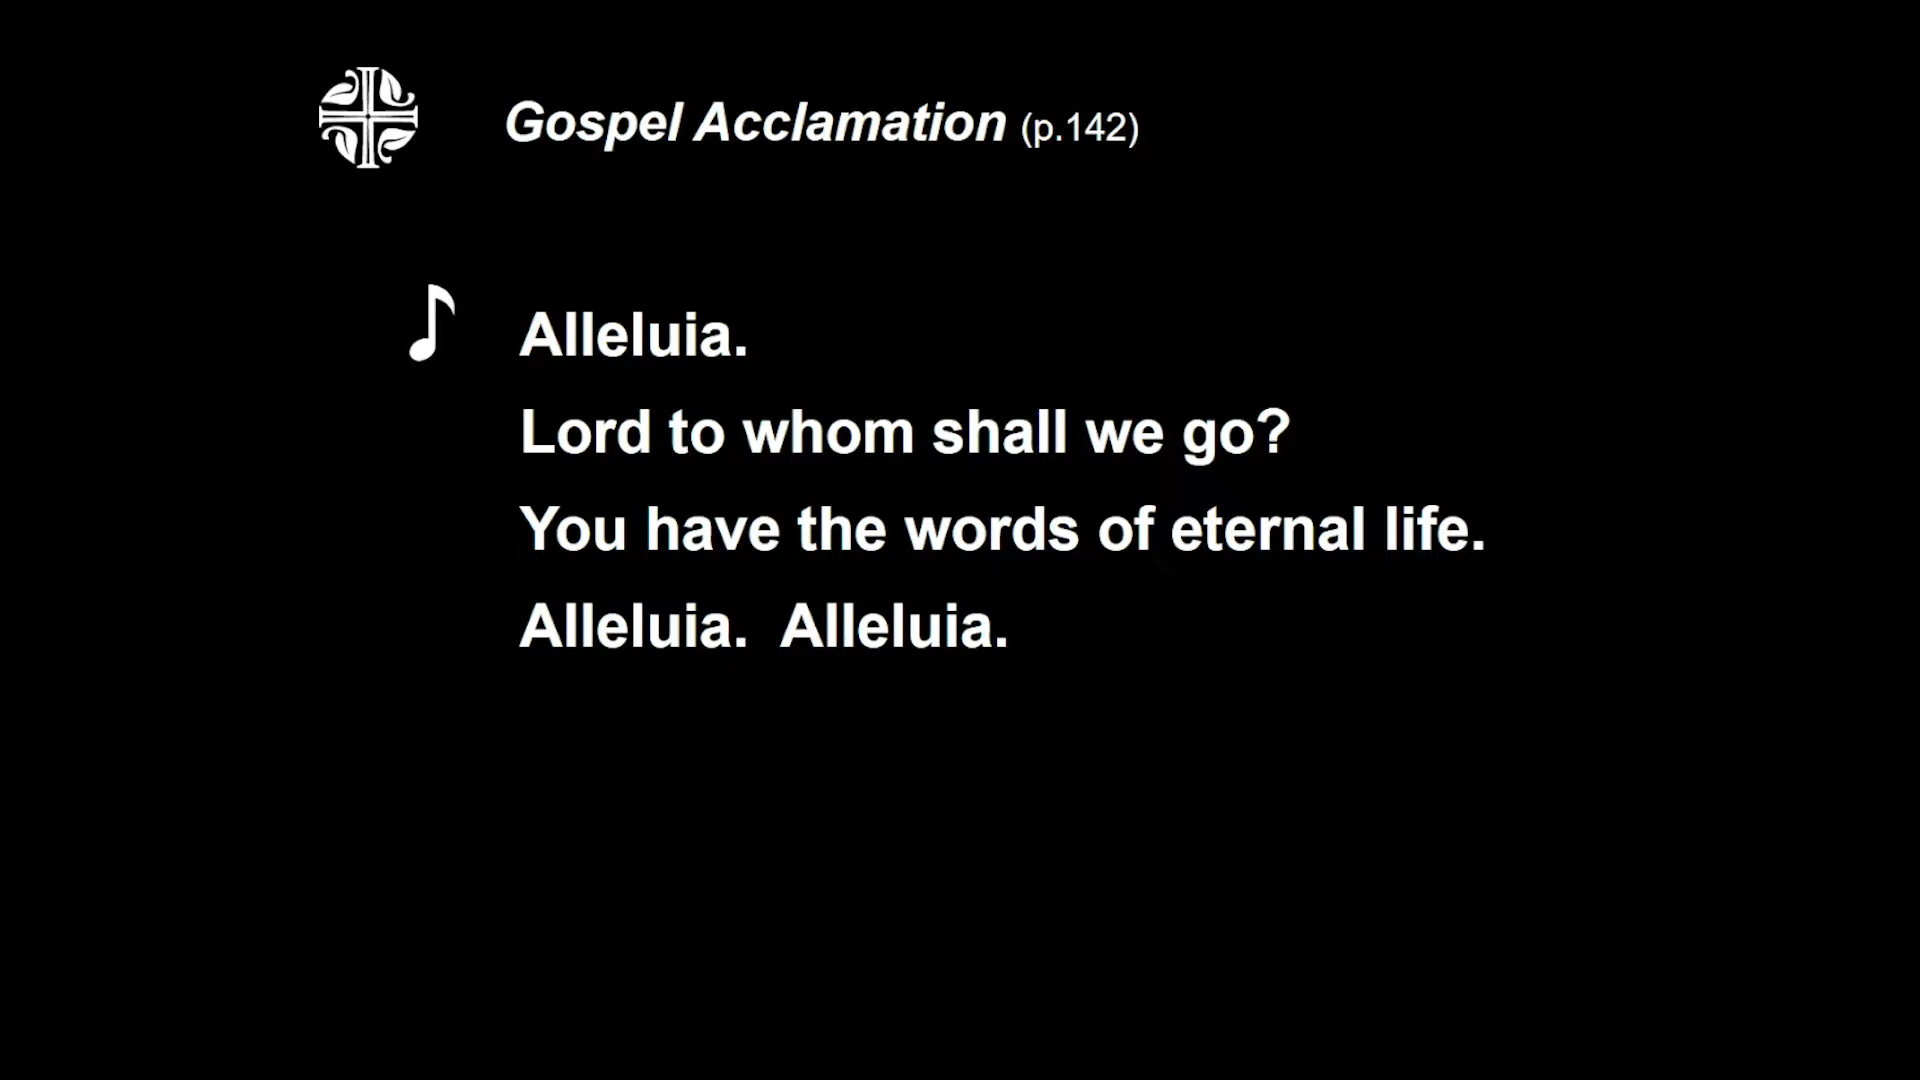 Gospel Acclamation (p.142)
Alleluia.
Lord to whom shall we go?
You have the words of eternal life.
Alleluia.  Alleluia.